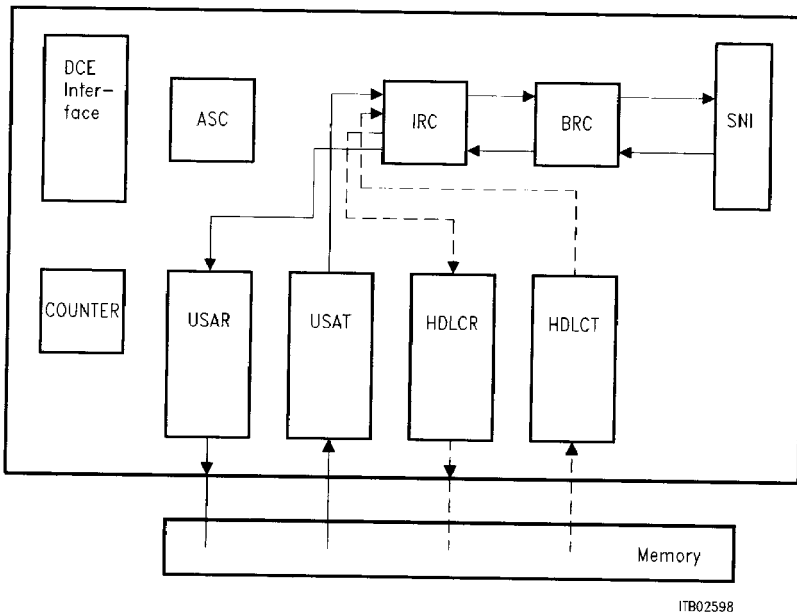 DCE
Inter-
face
ASC
IRC
BRC
SNI
COUNTER
USAR
USAT
HDLCR
HDLCT
Memory
ITB02598